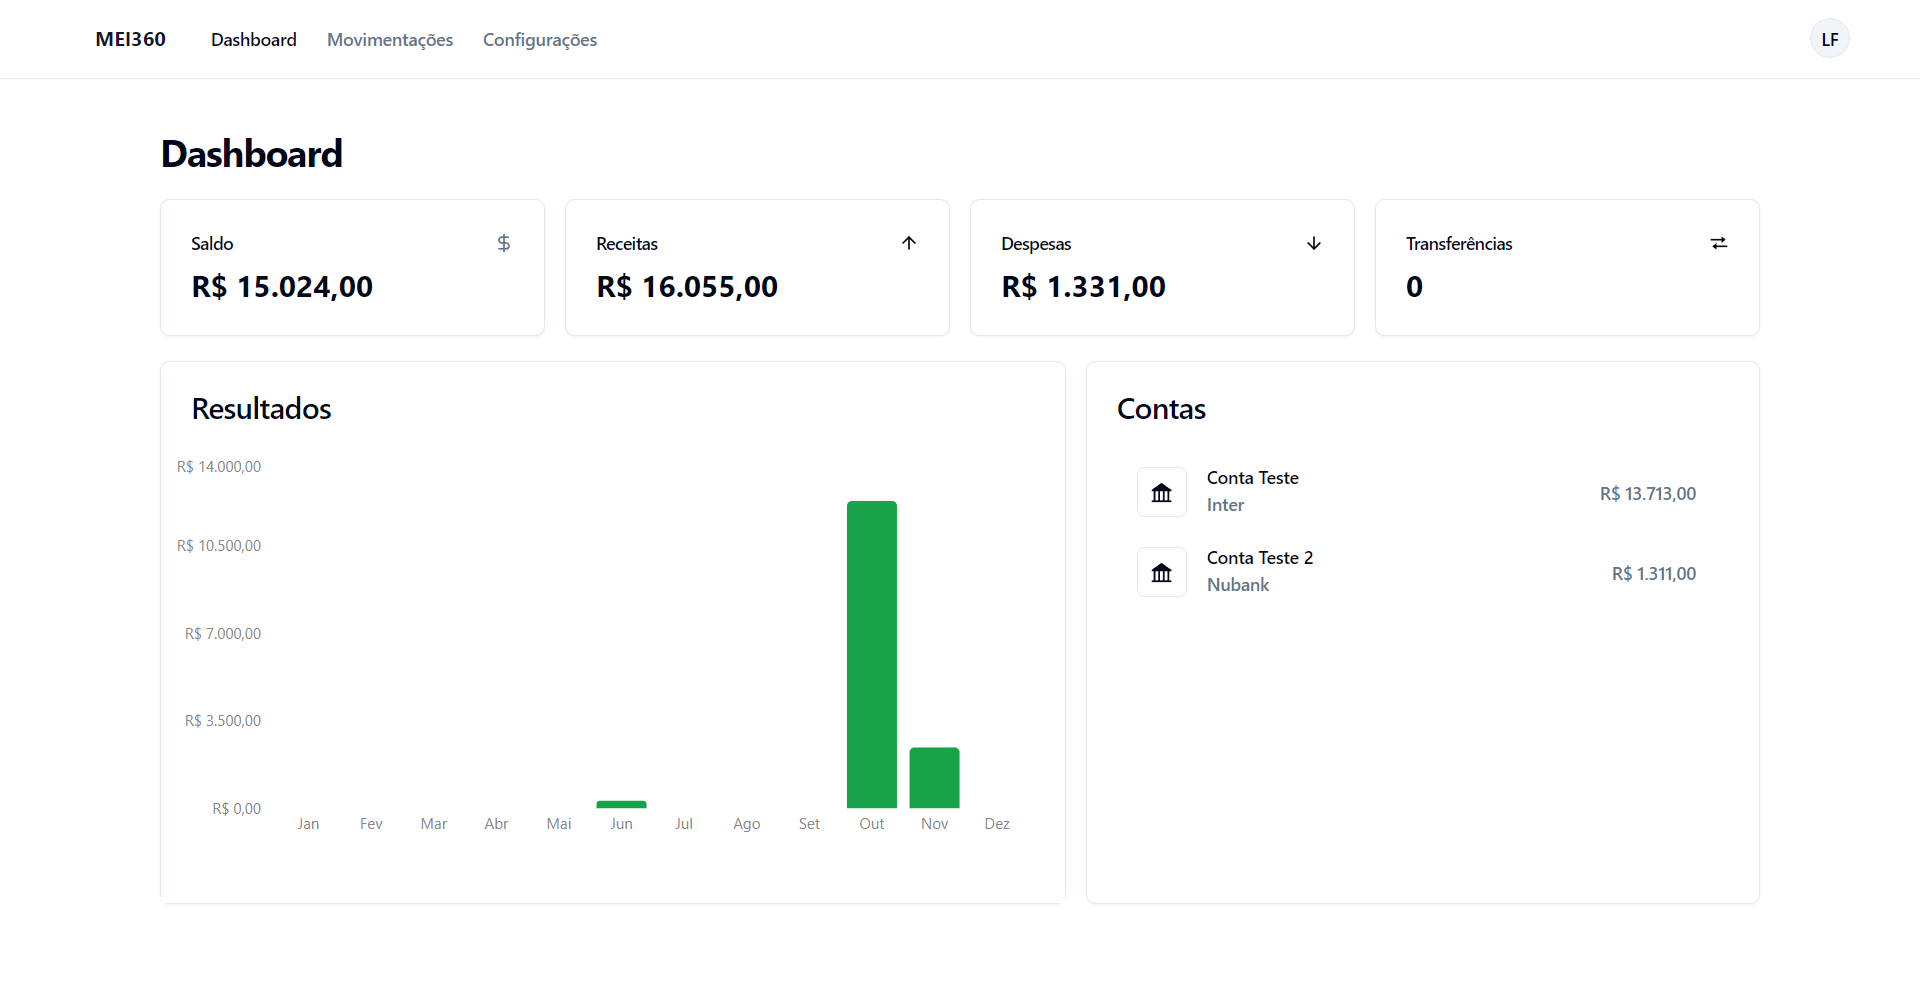 MEI360 Dashboard Movimentações Configurações LF
Dashboard
Saldo
R$ 15.024,00
Receitas
R$ 16.055,00
Despesas
R$ 1.331,00
Transferências
0
Resultados
R$ 14.000,00
R$ 10.500,00
R$ 7.000,00
R$ 3.500,00
R$ 0,00
Jan Fev Mar Abr Mai Jun Jul Ago Set Out Nov Dez
Contas
Conta Teste
Inter
R$ 13.713,00
Conta Teste 2
Nubank
R$ 1.311,00